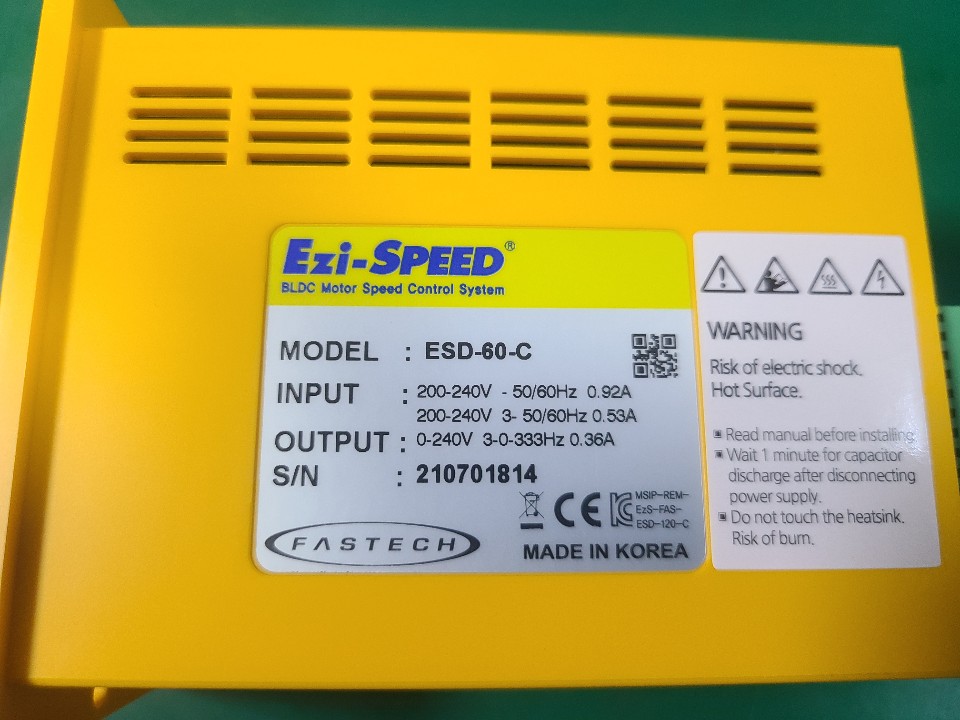 Ezi-SPEED®
BLDC Motor Speed Control System
MODEL : ESD-60-C
INPUT : 200-240V - 50/60Hz 0.92A
200-240V 3- 50/60Hz 0.53A
OUTPUT : 0-240V 3-0-333Hz 0.36A
S/N : 210701814
MSIP-REM-
EzS-FAS-
ESD-120-C
CE
FASTECH
MADE IN KOREA
WARNING
Risk of electric shock.
Hot Surface.
▣ Read manual before installing.
▣ Wait 1 minute for capacitor
discharge after disconnecting
power supply.
▣ Do not touch the heatsink.
Risk of burn.